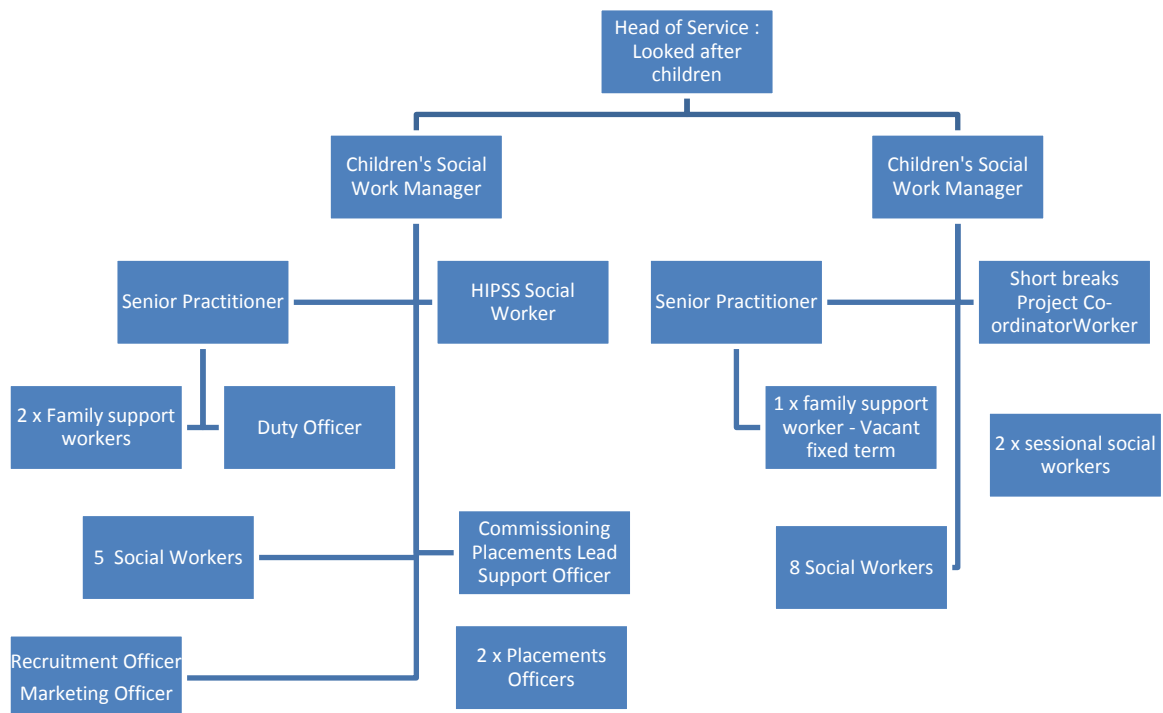 Head of Service :
Looked after
children
Children's Social
Work Manager
Children's Social
Work Manager
Senior Practitioner
HIPSS Social
Worker
Senior Practitioner
Short breaks
Project Co-
ordinatorWorker
2 x Family support
workers
Duty Officer
1 x family support
worker - Vacant
fixed term
2 x sessional social
workers
5  Social Workers
Commissioning
Placements Lead
Support Officer
8 Social Workers
Recruitment Officer
Marketing Officer
2 x Placements
Officers